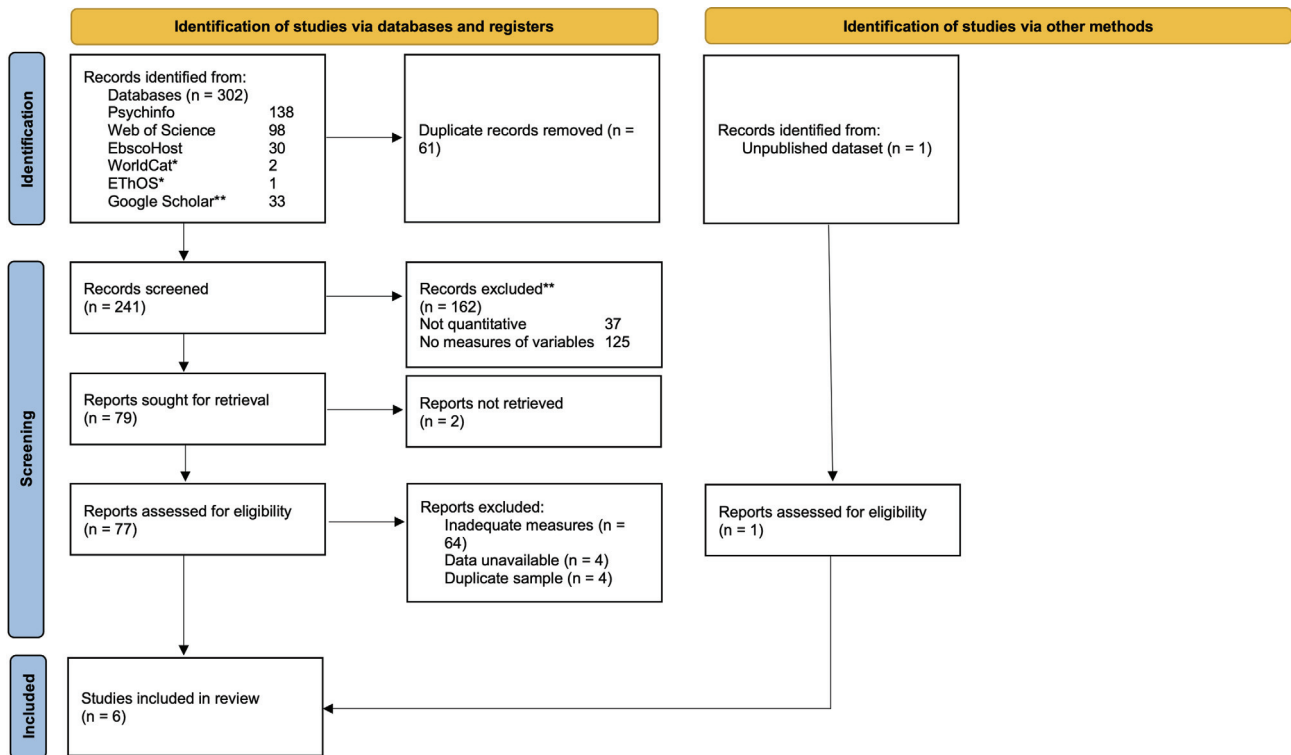 Identification of studies via databases and registers
Identification of studies via other methods
Identification
Records identified from:
Databases (n = 302)
Psychinfo 138
Web of Science 98
EbscoHost 30
WorldCat* 2
EThOS* 1
Google Scholar** 33
Duplicate records removed (n =
61)
Records identified from:
Unpublished dataset (n = 1)
Screening
Records screened
(n = 241)
Records excluded**
(n = 162)
Not quantitative 37
No measures of variables 125
Reports sought for retrieval
(n = 79)
Reports not retrieved
(n = 2)
Reports assessed for eligibility
(n = 77)
Reports excluded:
Inadequate measures (n =
64)
Data unavailable (n = 4)
Duplicate sample (n = 4)
Reports assessed for eligibility
(n = 1)
Included
Studies included in review
(n = 6)